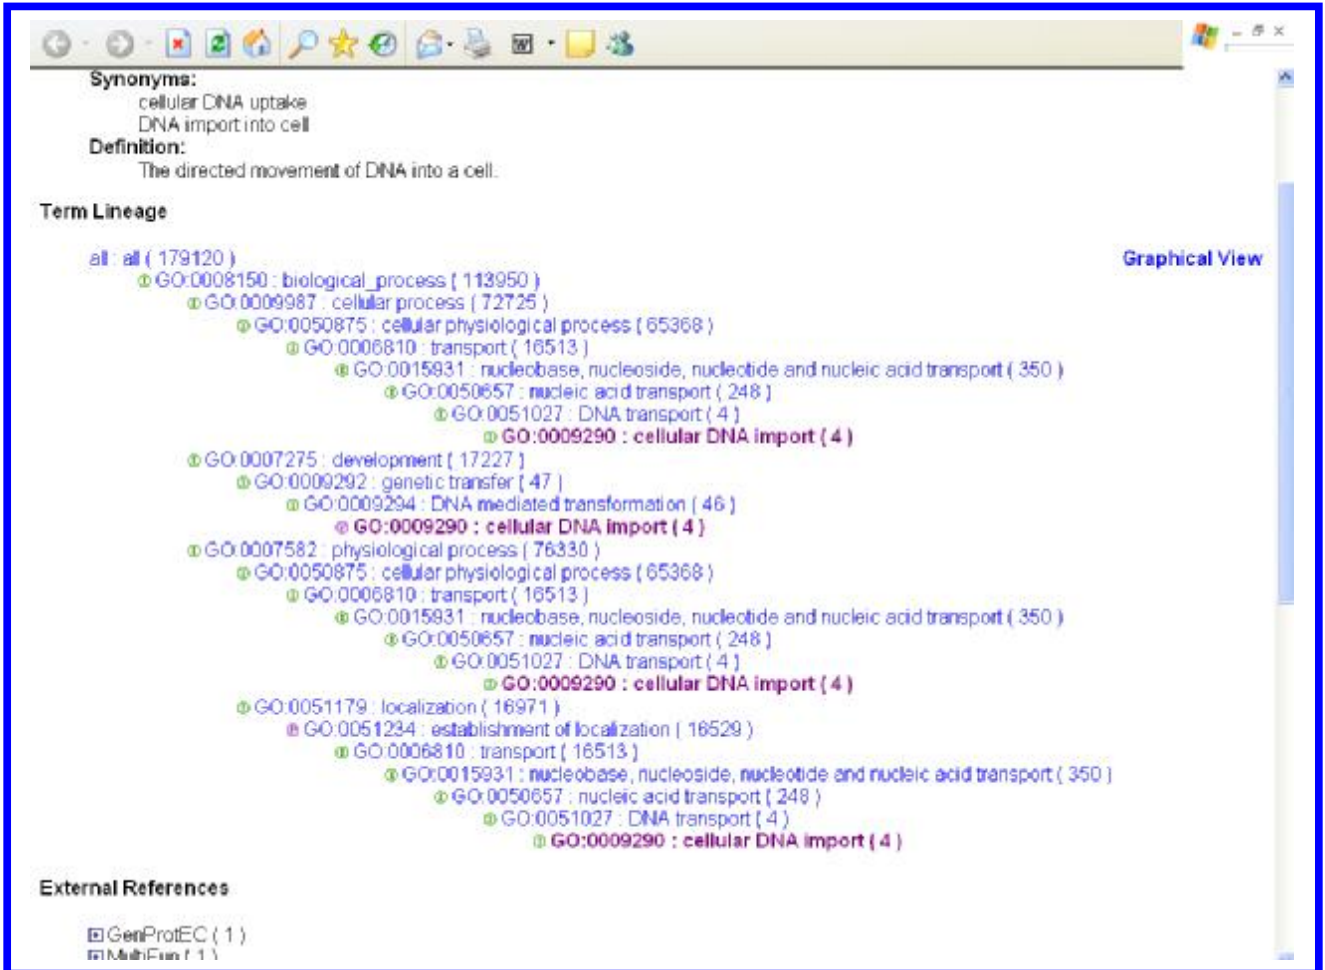 Synonyms:
cellular DNA uptake
DNA import into cell
Definition:
The directed movement of DNA into a cell.
Term Lineage
all : all ( 179120 )
Graphical View
GO:0008150 : biological_process ( 113950 )
GO:0009987 : cellular process ( 72725 )
GO:0050875 : cellular physiological process ( 65368 )
GO:0006810 : transport ( 16513 )
GO:0015931 : nucleobase, nucleoside, nucleotide and nucleic acid transport ( 350 )
GO:0050657 : nucleic acid transport ( 248 )
GO:0051027 : DNA transport ( 4 )
GO:0009290 : cellular DNA import ( 4 )
GO:0007275 : development ( 17227 )
GO:0009292 : genetic transfer ( 47 )
GO:0009294 : DNA mediated transformation ( 46 )
GO:0009290 : cellular DNA import ( 4 )
GO:0007582 : physiological process ( 76330 )
GO:0050875 : cellular physiological process ( 65368 )
GO:0006810 : transport ( 16513 )
GO:0015931 : nucleobase, nucleoside, nucleotide and nucleic acid transport ( 350 )
GO:0050657 : nucleic acid transport ( 248 )
GO:0051027 : DNA transport ( 4 )
GO:0009290 : cellular DNA import ( 4 )
GO:0051179 : localization ( 16971 )
GO:0051234 : establishment of localization ( 16529 )
GO:0006810 : transport ( 16513 )
GO:0015931 : nucleobase, nucleoside, nucleotide and nucleic acid transport ( 350 )
GO:0050657 : nucleic acid transport ( 248 )
GO:0051027 : DNA transport ( 4 )
GO:0009290 : cellular DNA import ( 4 )
External References
GenProtEC ( 1 )
MultiFun ( 1 )